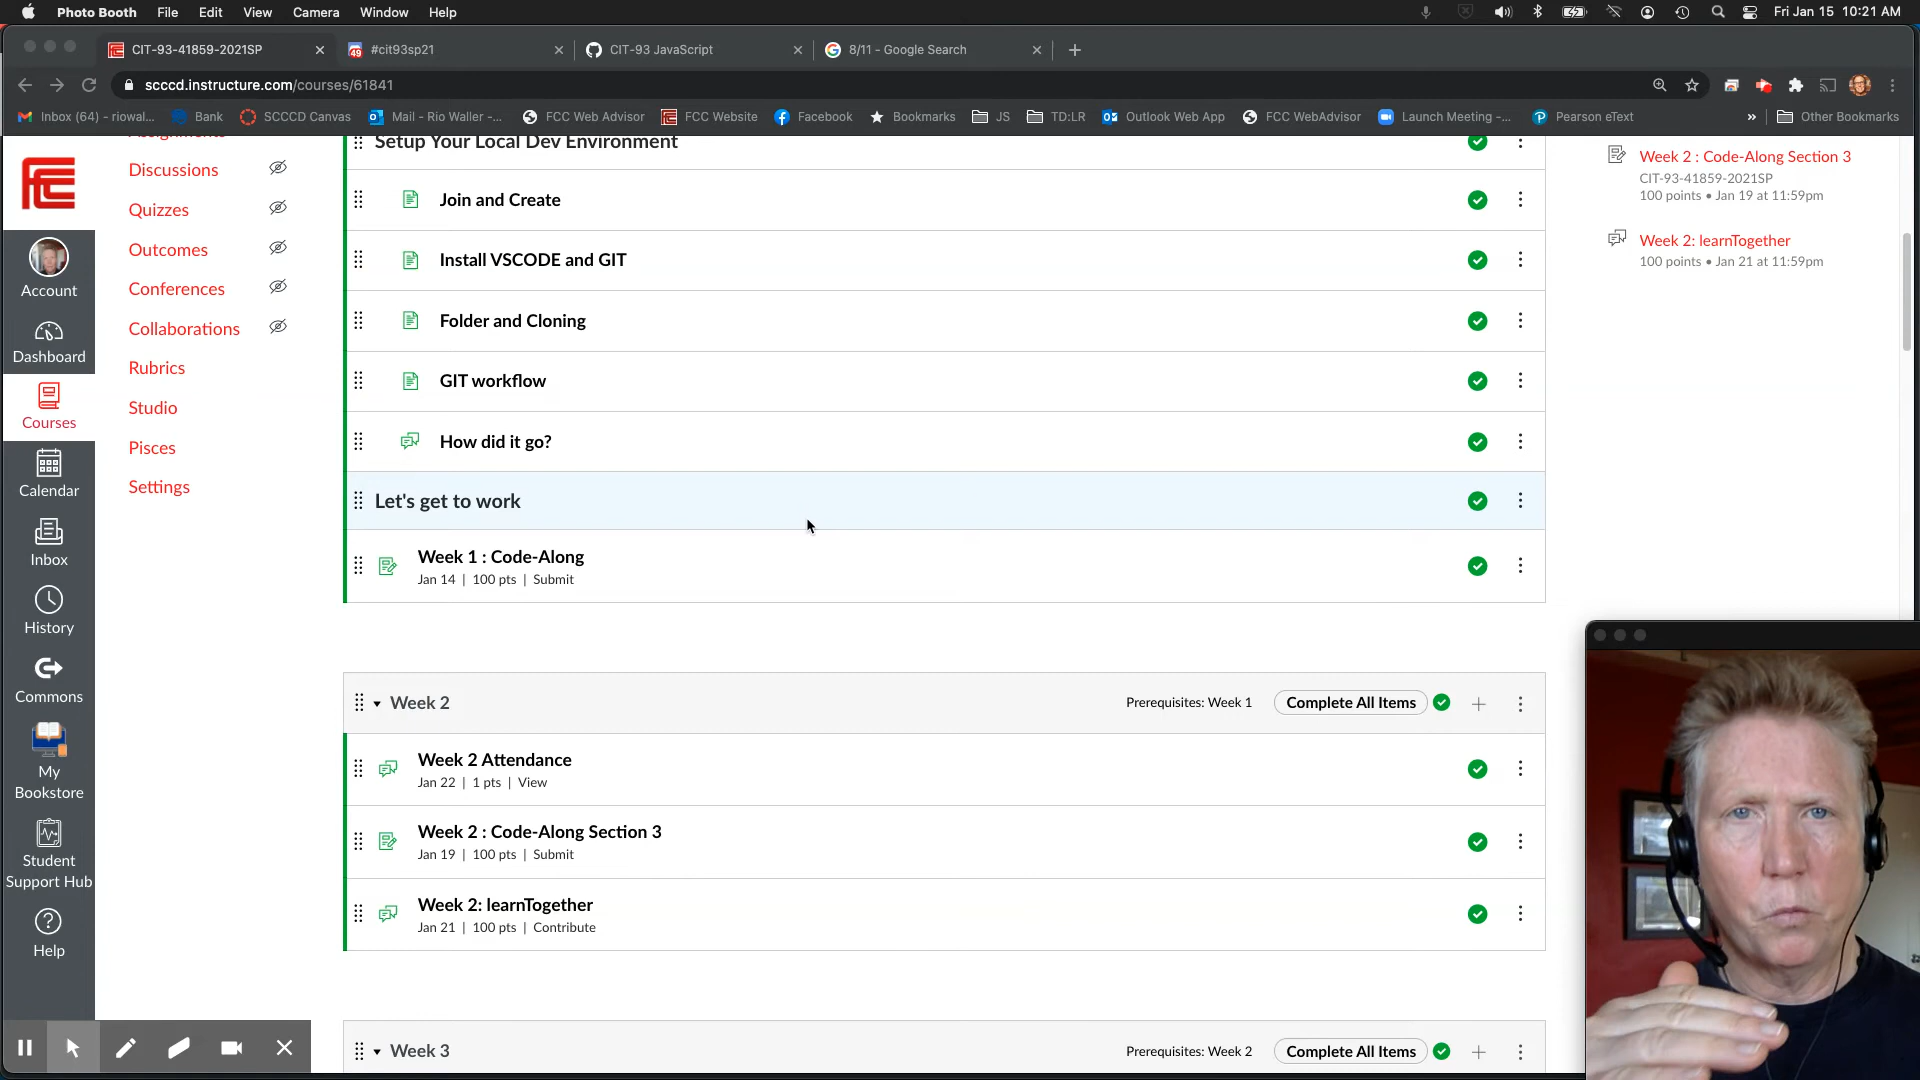 Photo Booth File Edit View Camera Window Help
Fri Jan 15 10:21 AM
CIT-93-41859-2021SP
#cit93sp21
CIT-93 JavaScript
8/11 - Google Search
scccd.instructure.com/courses/61841
Inbox (64) - riowal...
Bank
SCCCD Canvas
Mail - Rio Waller -...
FCC Web Advisor
FCC Website
Facebook
Bookmarks
JS
TD:LR
Outlook Web App
FCC WebAdvisor
Launch Meeting -...
Pearson eText
»
Other Bookmarks
Account
Dashboard
Courses
Calendar
Inbox
History
Commons
My
Bookstore
Student
Support Hub
Help
Assignments
Discussions
Quizzes
Outcomes
Conferences
Collaborations
Rubrics
Studio
Pisces
Settings
Setup Your Local Dev Environment
Join and Create
Install VSCODE and GIT
Folder and Cloning
GIT workflow
How did it go?
Let's get to work
Week 1 : Code-Along
Jan 14 | 100 pts | Submit
Week 2
Prerequisites: Week 1
Complete All Items
Week 2 Attendance
Jan 22 | 1 pts | View
Week 2 : Code-Along Section 3
Jan 19 | 100 pts | Submit
Week 2: learnTogether
Jan 21 | 100 pts | Contribute
Week 3
Prerequisites: Week 2
Complete All Items
Week 2 : Code-Along Section 3
CIT-93-41859-2021SP
100 points • Jan 19 at 11:59pm
Week 2: learnTogether
100 points • Jan 21 at 11:59pm